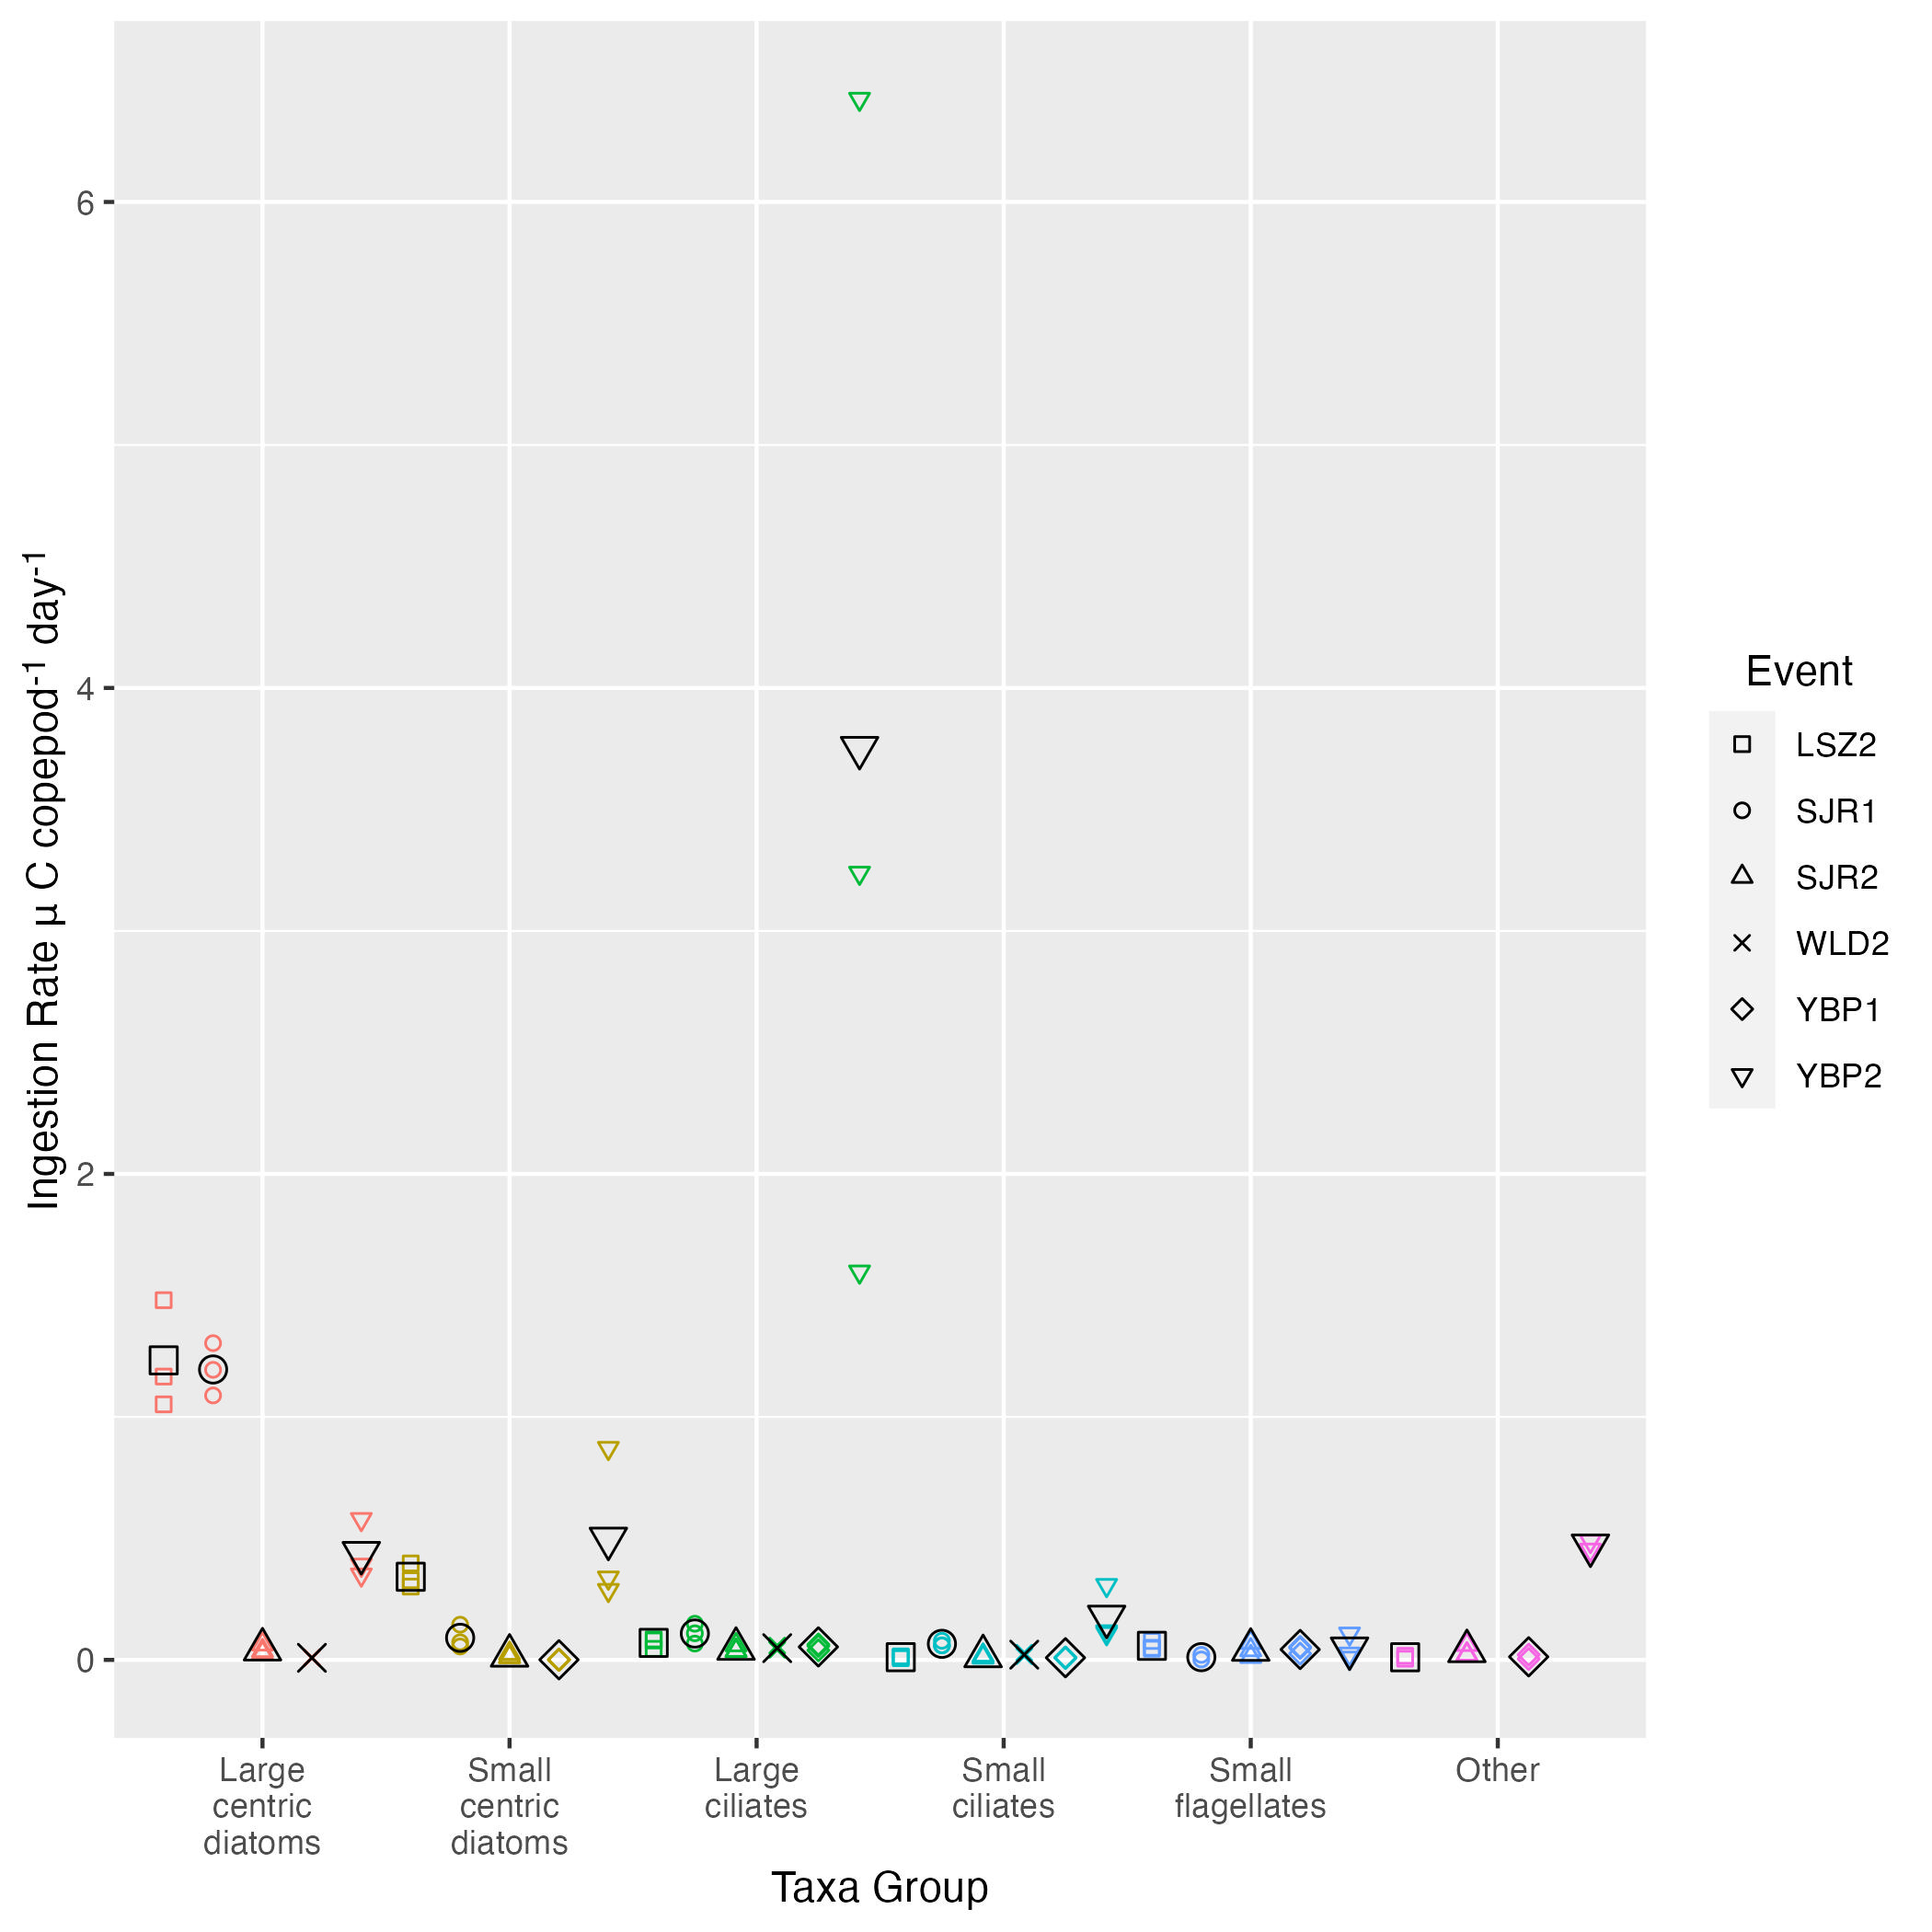 6
4
2
0
Ingestion Rate µ C copepod-1 day-1
Large
centric
diatoms
Small
centric
diatoms
Large
ciliates
Small
ciliates
Small
flagellates
Other
Taxa Group
Event
LSZ2
SJR1
SJR2
WLD2
YBP1
YBP2